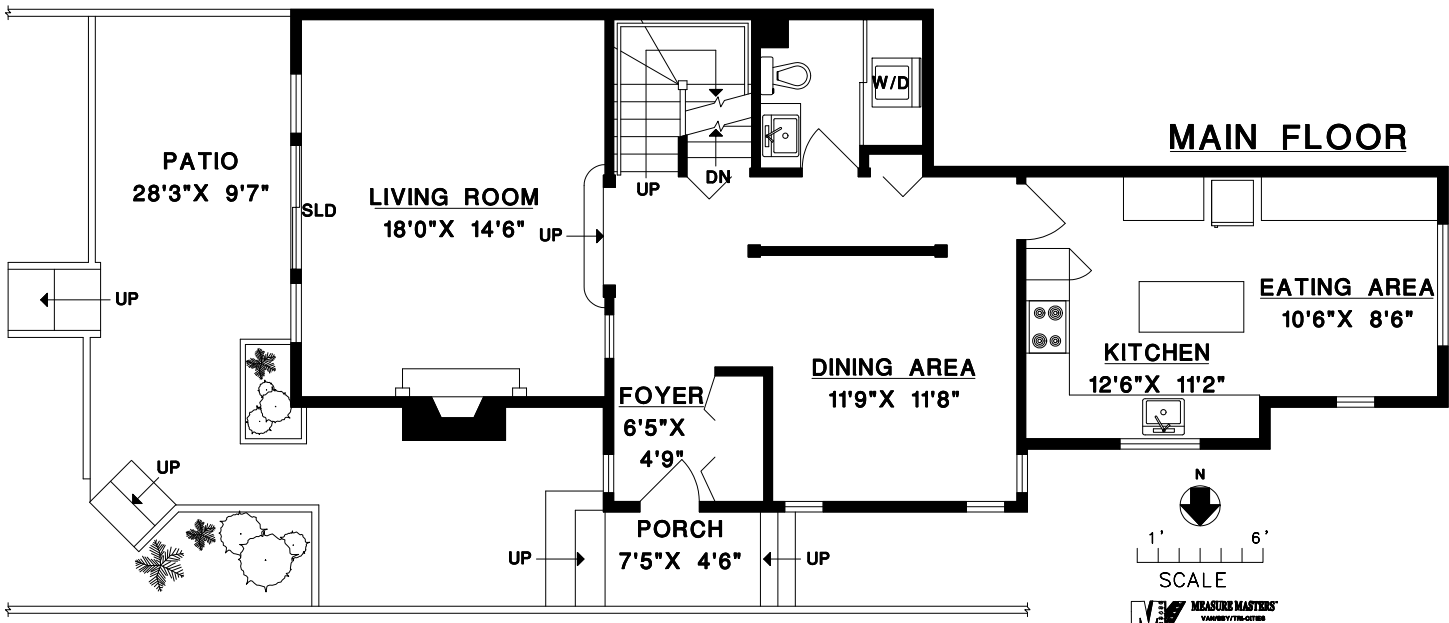 MAIN FLOOR
PATIO
28'3"X 9'7"
SLD
LIVING ROOM
18'0"X 14'6"
UP
UP
DN
W/D
UP
EATING AREA
10'6"X 8'6"
KITCHEN
12'6"X 11'2"
DINING AREA
11'9"X 11'8"
FOYER
6'5"X
4'9"
UP
PORCH
7'5"X 4'6"
UP
UP
N
1' 6'
SCALE
MEASURE MASTERS